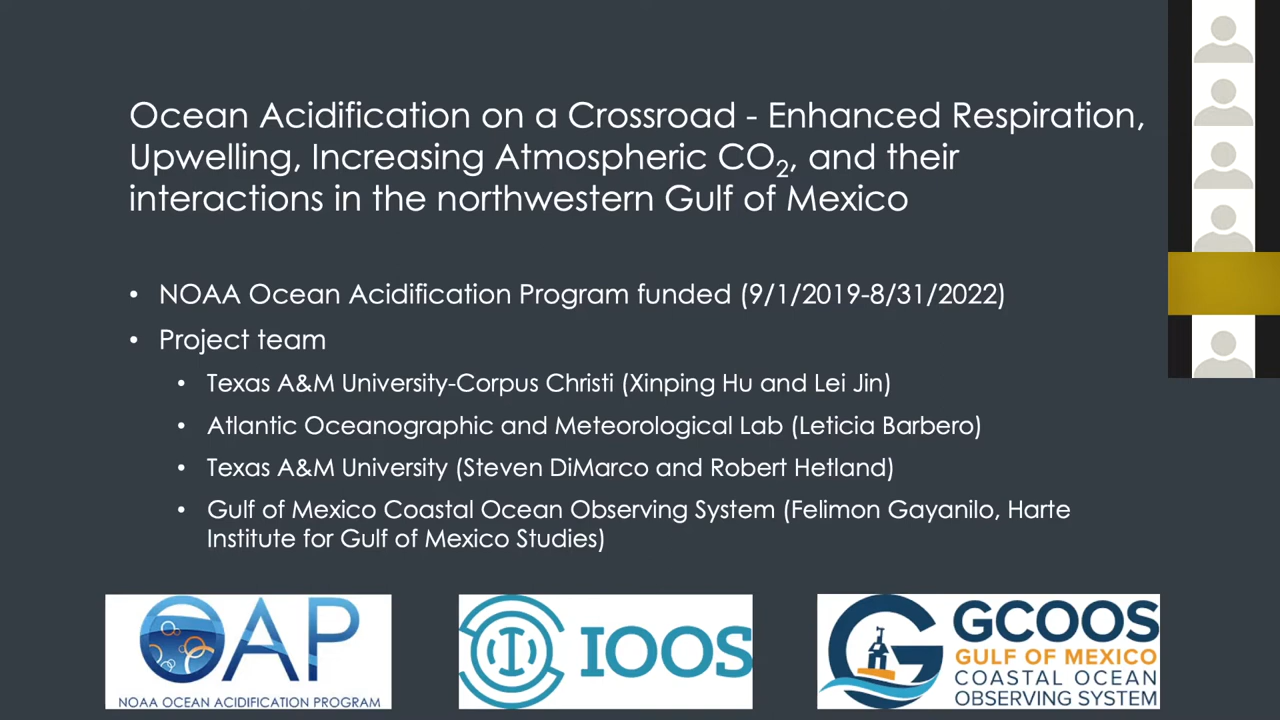 Ocean Acidification on a Crossroad - Enhanced Respiration,
Upwelling, Increasing Atmospheric CO₂, and their
interactions in the northwestern Gulf of Mexico
• NOAA Ocean Acidification Program funded (9/1/2019-8/31/2022)
• Project team
• Texas A&M University-Corpus Christi (Xinping Hu and Lei Jin)
• Atlantic Oceanographic and Meteorological Lab (Leticia Barbero)
• Texas A&M University (Steven DiMarco and Robert Hetland)
• Gulf of Mexico Coastal Ocean Observing System (Felimon Gayanilo, Harte
Institute for Gulf of Mexico Studies)
OAP
NOAA OCEAN ACIDIFICATION PROGRAM
IOOS
GCOOS
GULF OF MEXICO
COASTAL OCEAN
OBSERVING SYSTEM